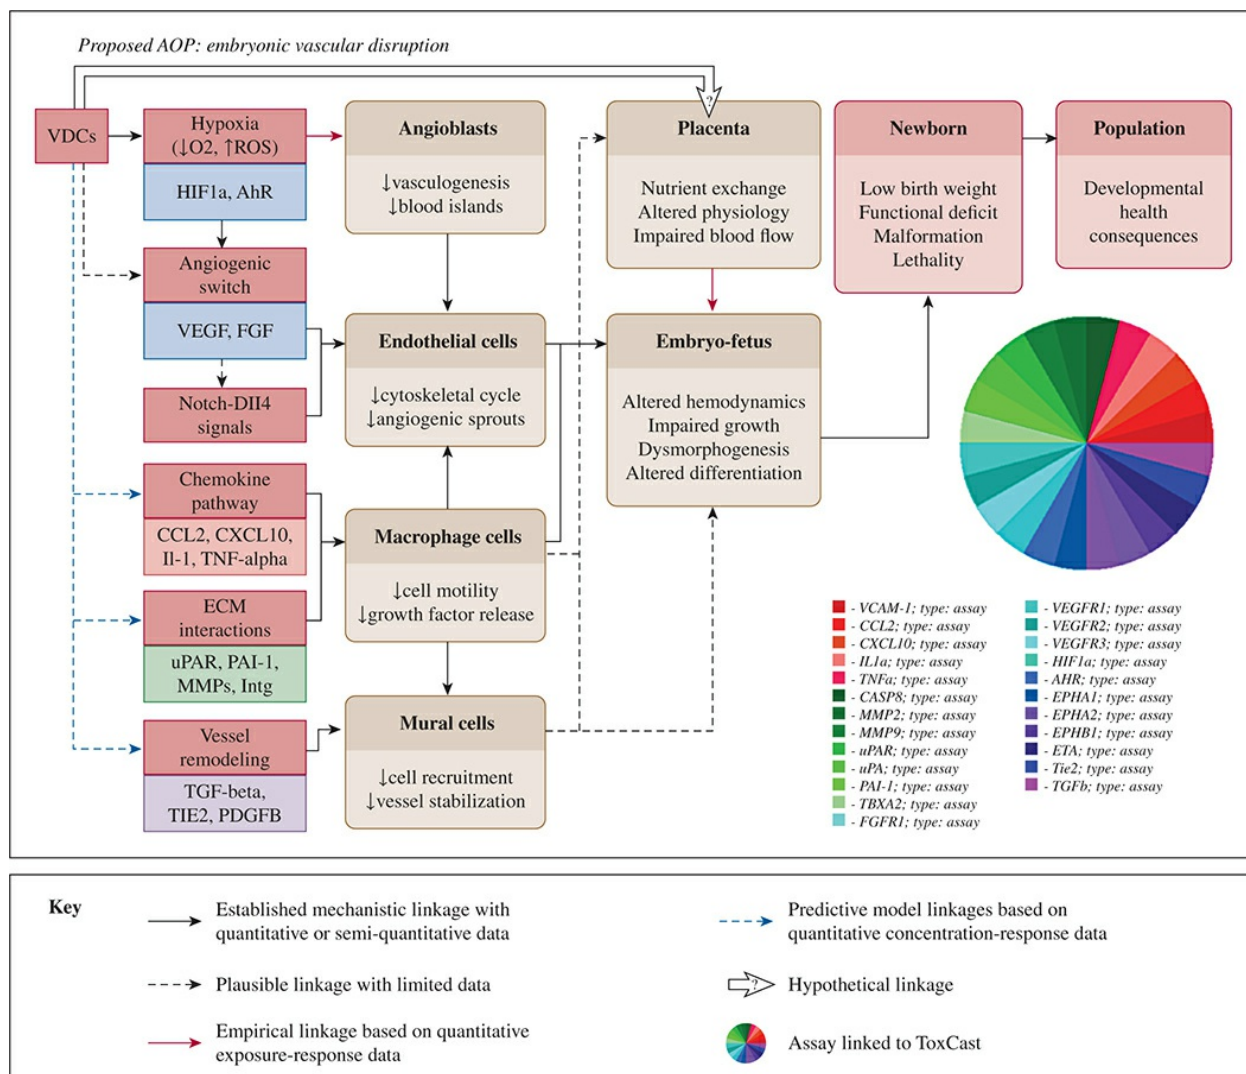 Proposed AOP: embryonic vascular disruption
?
VDCs
Hypoxia
(↓O2, ↑ROS)
HIF1a, AhR
Angiogenic
switch
VEGF, FGF
Notch-DII4
signals
Chemokine
pathway
CCL2, CXCL10,
Il-1, TNF-alpha
ECM
interactions
uPAR, PAI-1,
MMPs, Intg
Vessel
remodeling
TGF-beta,
TIE2, PDGFB
Angioblasts
↓vasculogenesis
↓blood islands
Endothelial cells
↓cytoskeletal cycle
↓angiogenic sprouts
Macrophage cells
↓cell motility
↓growth factor release
Mural cells
↓cell recruitment
↓vessel stabilization
Placenta
Nutrient exchange
Altered physiology
Impaired blood flow
Embryo-fetus
Altered hemodynamics
Impaired growth
Dysmorphogenesis
Altered differentiation
Newborn
Low birth weight
Functional deficit
Malformation
Lethality
Population
Developmental
health
consequences
- VCAM-1; type: assay
- CCL2; type: assay
- CXCL10; type: assay
- IL1a; type: assay
- TNFa; type: assay
- CASP8; type: assay
- MMP2; type: assay
- MMP9; type: assay
- uPAR; type: assay
- uPA; type: assay
- PAI-1; type: assay
- TBXA2; type: assay
- FGFR1; type: assay
- VEGFR1; type: assay
- VEGFR2; type: assay
- VEGFR3; type: assay
- HIF1a; type: assay
- AHR; type: assay
- EPHA1; type: assay
- EPHA2; type: assay
- EPHB1; type: assay
- ETA; type: assay
- Tie2; type: assay
- TGFb; type: assay
Key
Established mechanistic linkage with
quantitative or semi-quantitative data
Plausible linkage with limited data
Empirical linkage based on quantitative
exposure-response data
Predictive model linkages based on
quantitative concentration-response data
?
Hypothetical linkage
Assay linked to ToxCast